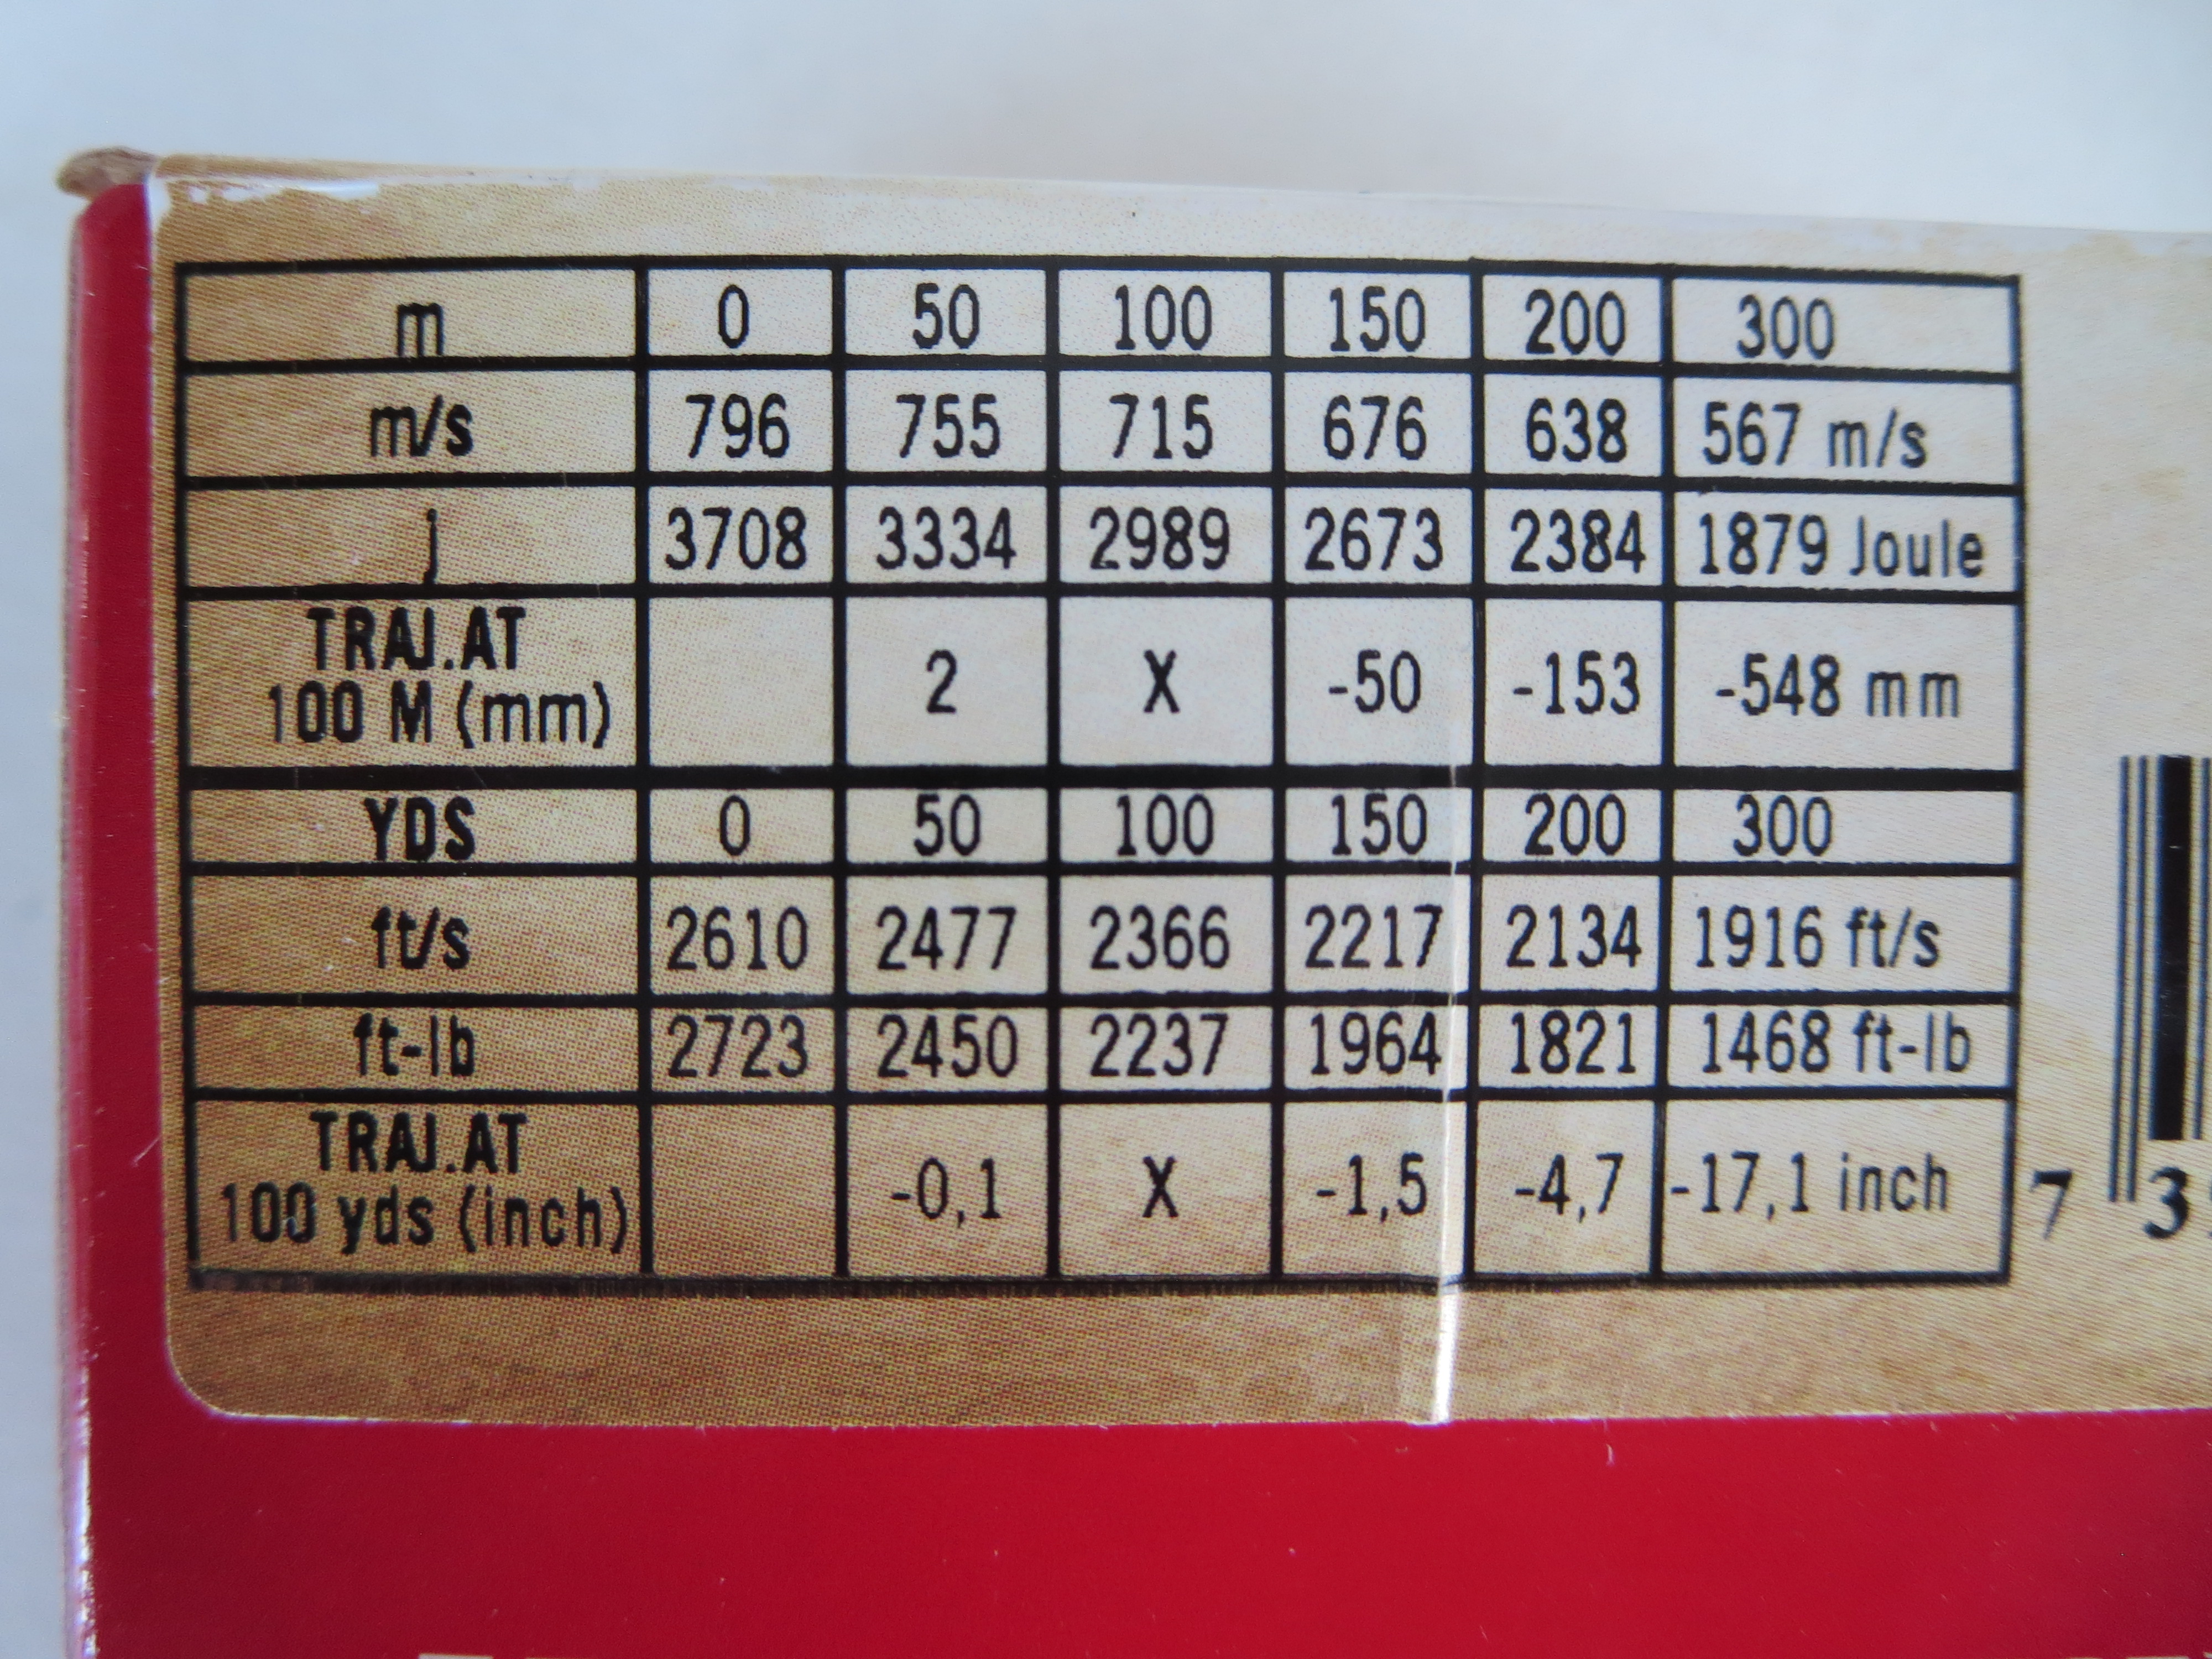 m 0 50 100 150 200 300
m/s 796 755 715 676 638 567 m/s
j 3708 3334 2989 2673 2384 1879 Joule
TRAJ.AT
100 M (mm) 2 X -50 -153 -548 mm
YDS 0 50 100 150 200 300
ft/s 2610 2477 2366 2217 2134 1916 ft/s
ft-lb 2723 2450 2237 1964 1821 1468 ft-lb
TRAJ.AT
100 yds (inch) -0,1 X -1,5 -4,7 -17,1 inch
7 3